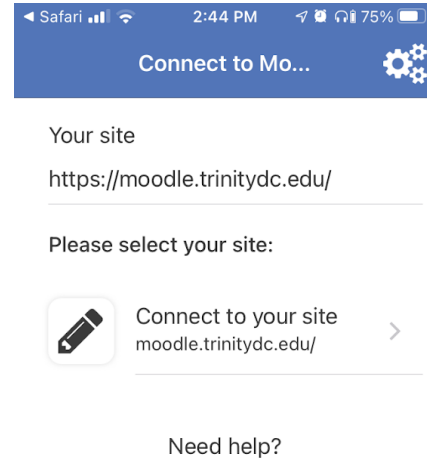 Safari 2:44 PM 75%
Connect to Mo...
Your site
https://moodle.trinitydc.edu/
Please select your site:
Connect to your site
moodle.trinitydc.edu/
Need help?